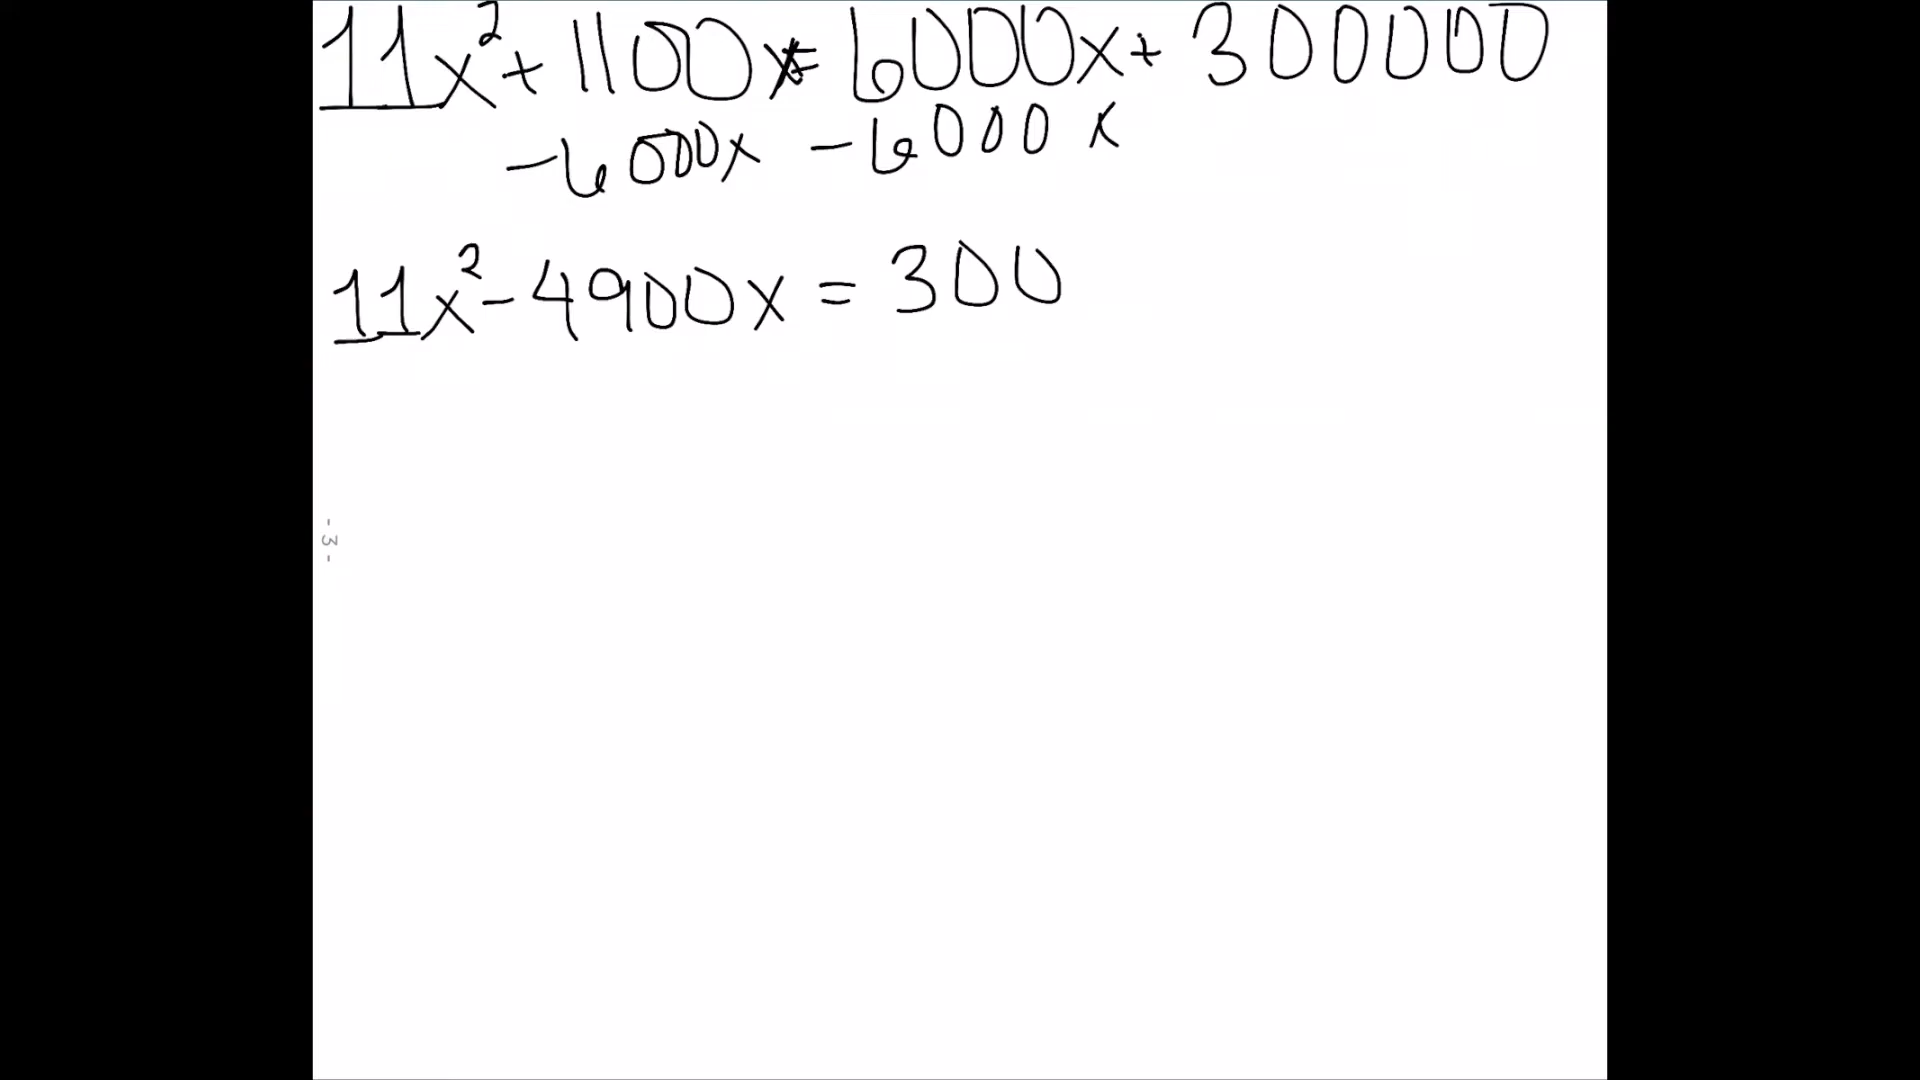 11x² + 1100x = 6000x + 300000
-6000x -6000x
11x² - 4900x = 300
- 3 -